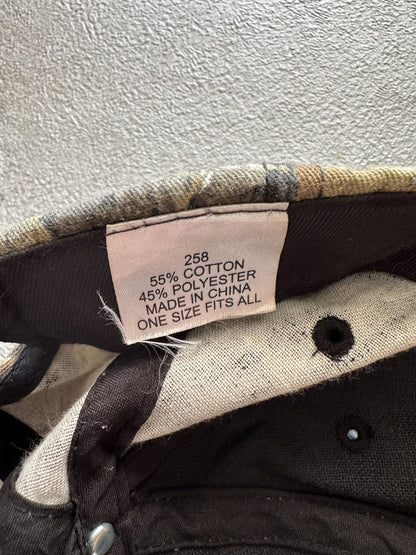 258
55% COTTON
45% POLYESTER
MADE IN CHINA
ONE SIZE FITS ALL